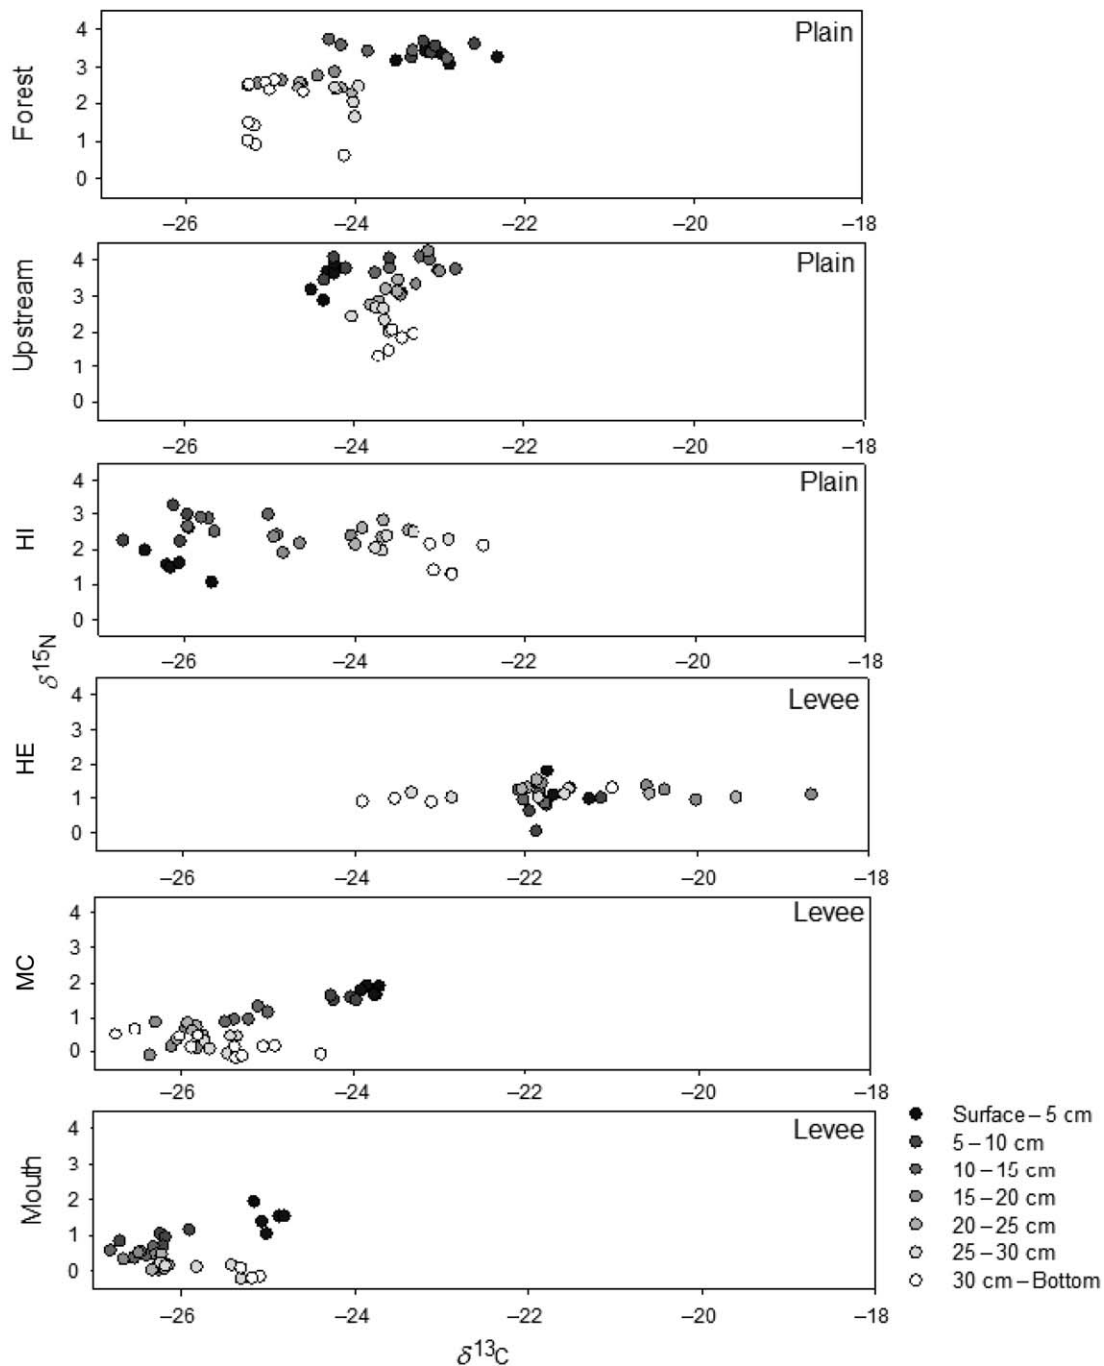 Forest
Plain
4
3
2
1
0
−26
−24
−22
−20
−18
Upstream
Plain
4
3
2
1
0
−26
−24
−22
−20
−18
HI
Plain
4
3
2
1
0
−26
−24
−22
−20
−18
δ15N
HE
Levee
4
3
2
1
0
−26
−24
−22
−20
−18
MC
Levee
4
3
2
1
0
−26
−24
−22
−20
−18
Mouth
Levee
4
3
2
1
0
−26
−24
−22
−20
−18
δ13C
Surface – 5 cm
5 – 10 cm
10 – 15 cm
15 – 20 cm
20 – 25 cm
25 – 30 cm
30 cm – Bottom